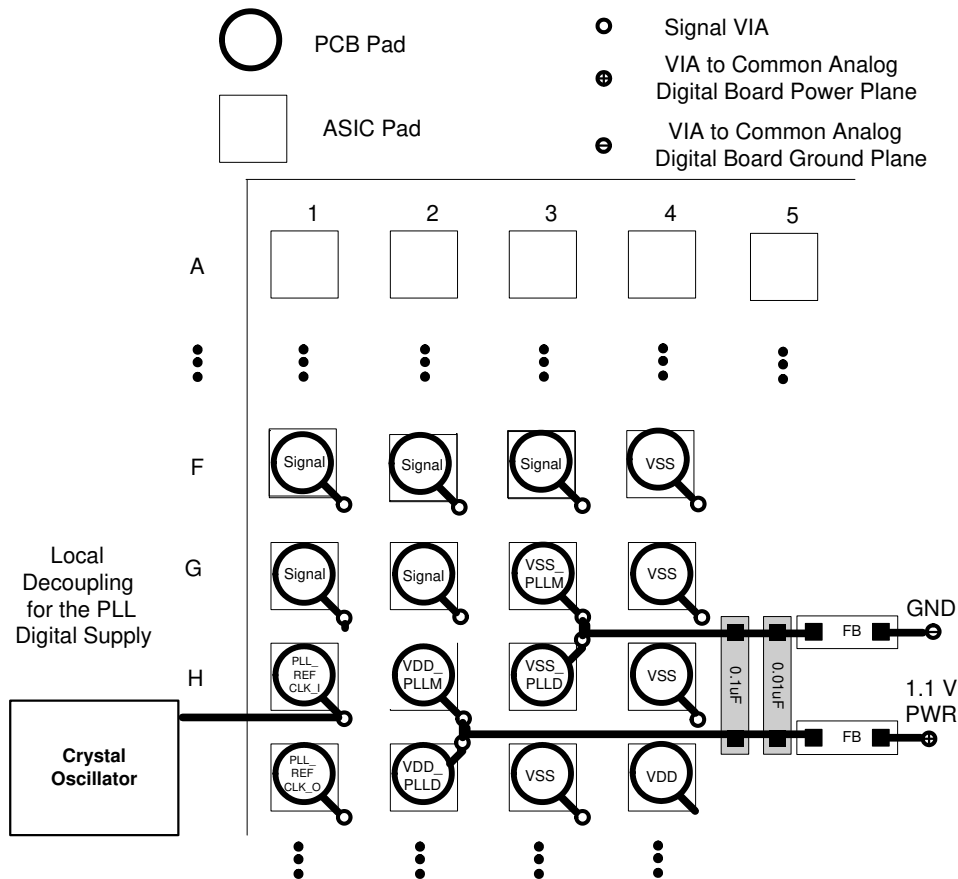 PCB Pad
Signal VIA
VIA to Common Analog
Digital Board Power Plane
ASIC Pad
VIA to Common Analog
Digital Board Ground Plane
1 2 3 4 5
A
F
Signal
Signal
Signal
VSS
Local
Decoupling
for the PLL
Digital Supply
G
Signal
Signal
VSS_
PLLM
VSS
GND
FB
H
PLL_
REF
CLK_I
VDD_
PLLM
VSS_
PLLD
VSS
0.1uF
0.01uF
1.1 V
PWR
FB
Crystal
Oscillator
PLL_
REF
CLK_O
VDD_
PLLD
VSS
VDD